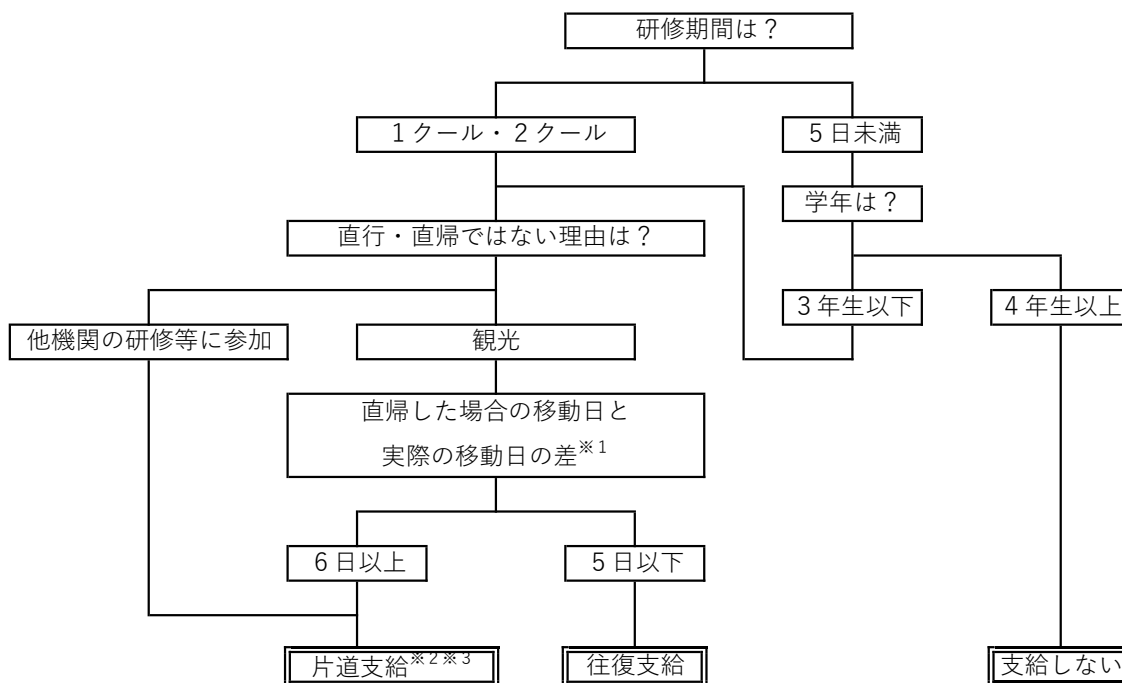 研修期間は？
１クール・２クール
５日未満
学年は？
直行・直帰ではない理由は？
３年生以下
４年生以上
他機関の研修等に参加
観光
直帰した場合の移動日と
実際の移動日の差※１
６日以上
５日以下
片道支給※２※３
往復支給
支給しない